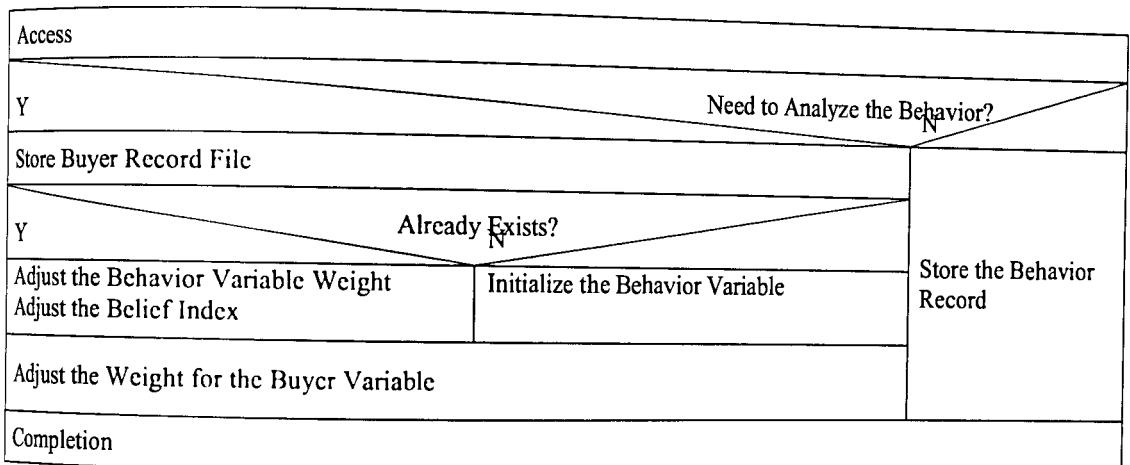 Access
Need to Analyze the Behavior?
Y
N
Store Buyer Record File
Already Exists?
Y
N
Adjust the Behavior Variable Weight
Adjust the Belief Index
Initialize the Behavior Variable
Store the Behavior
Record
Adjust the Weight for the Buyer Variable
Completion